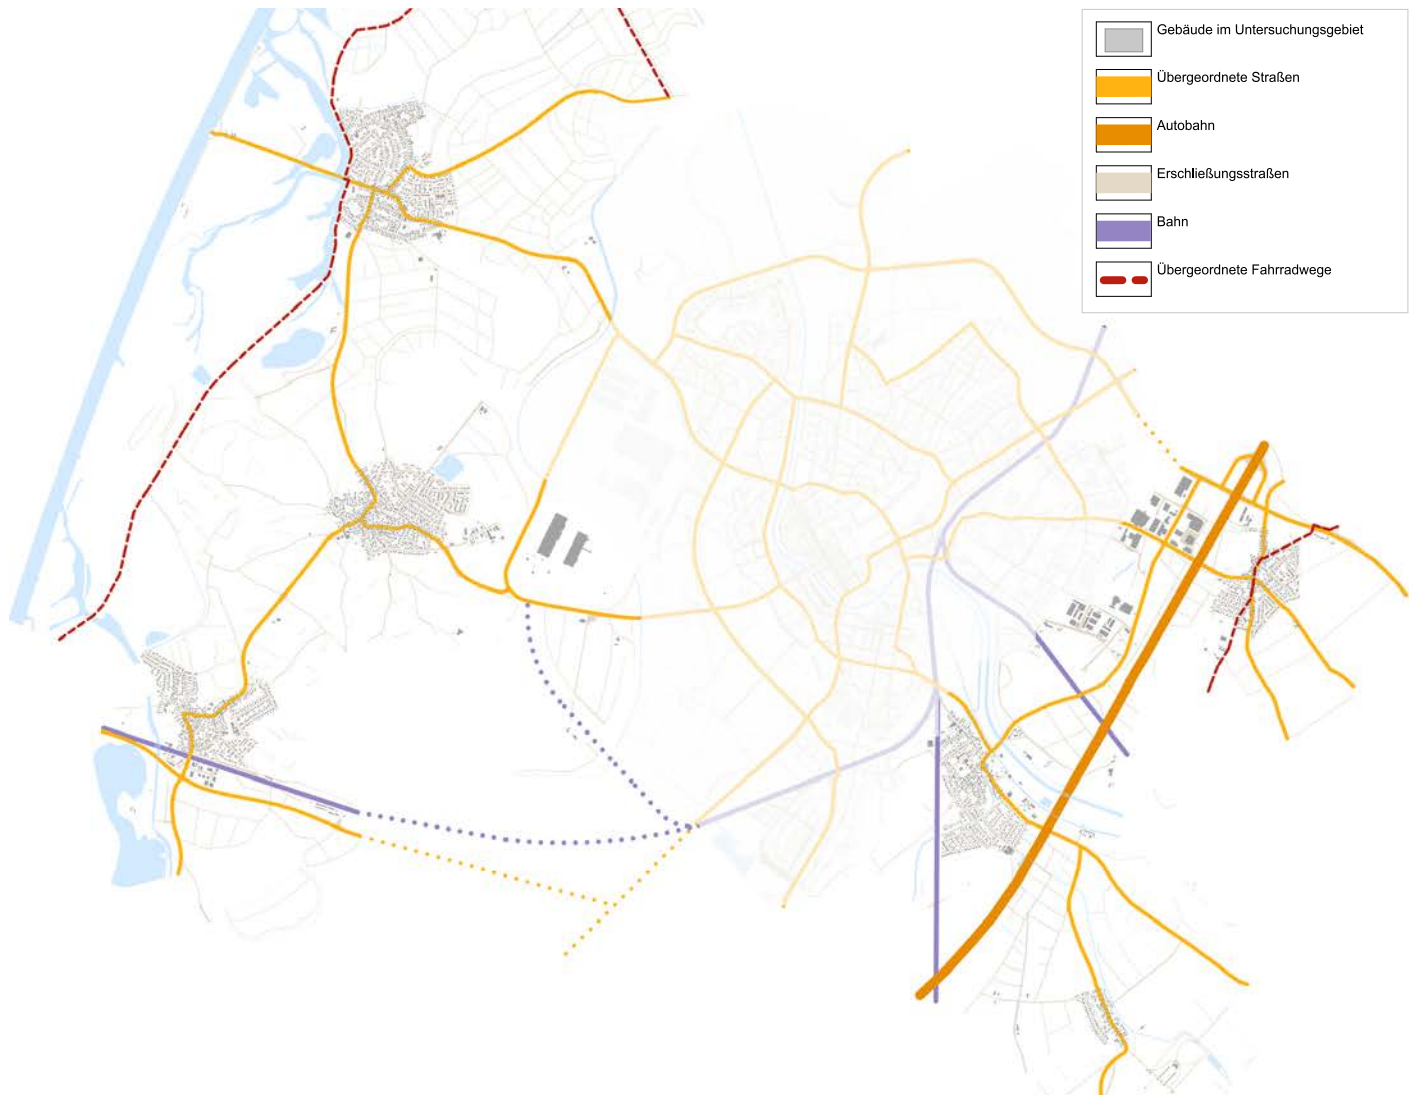 Gebäude im Untersuchungsgebiet
Übergeordnete Straßen
Autobahn
Erschließungsstraßen
Bahn
Übergeordnete Fahrradwege